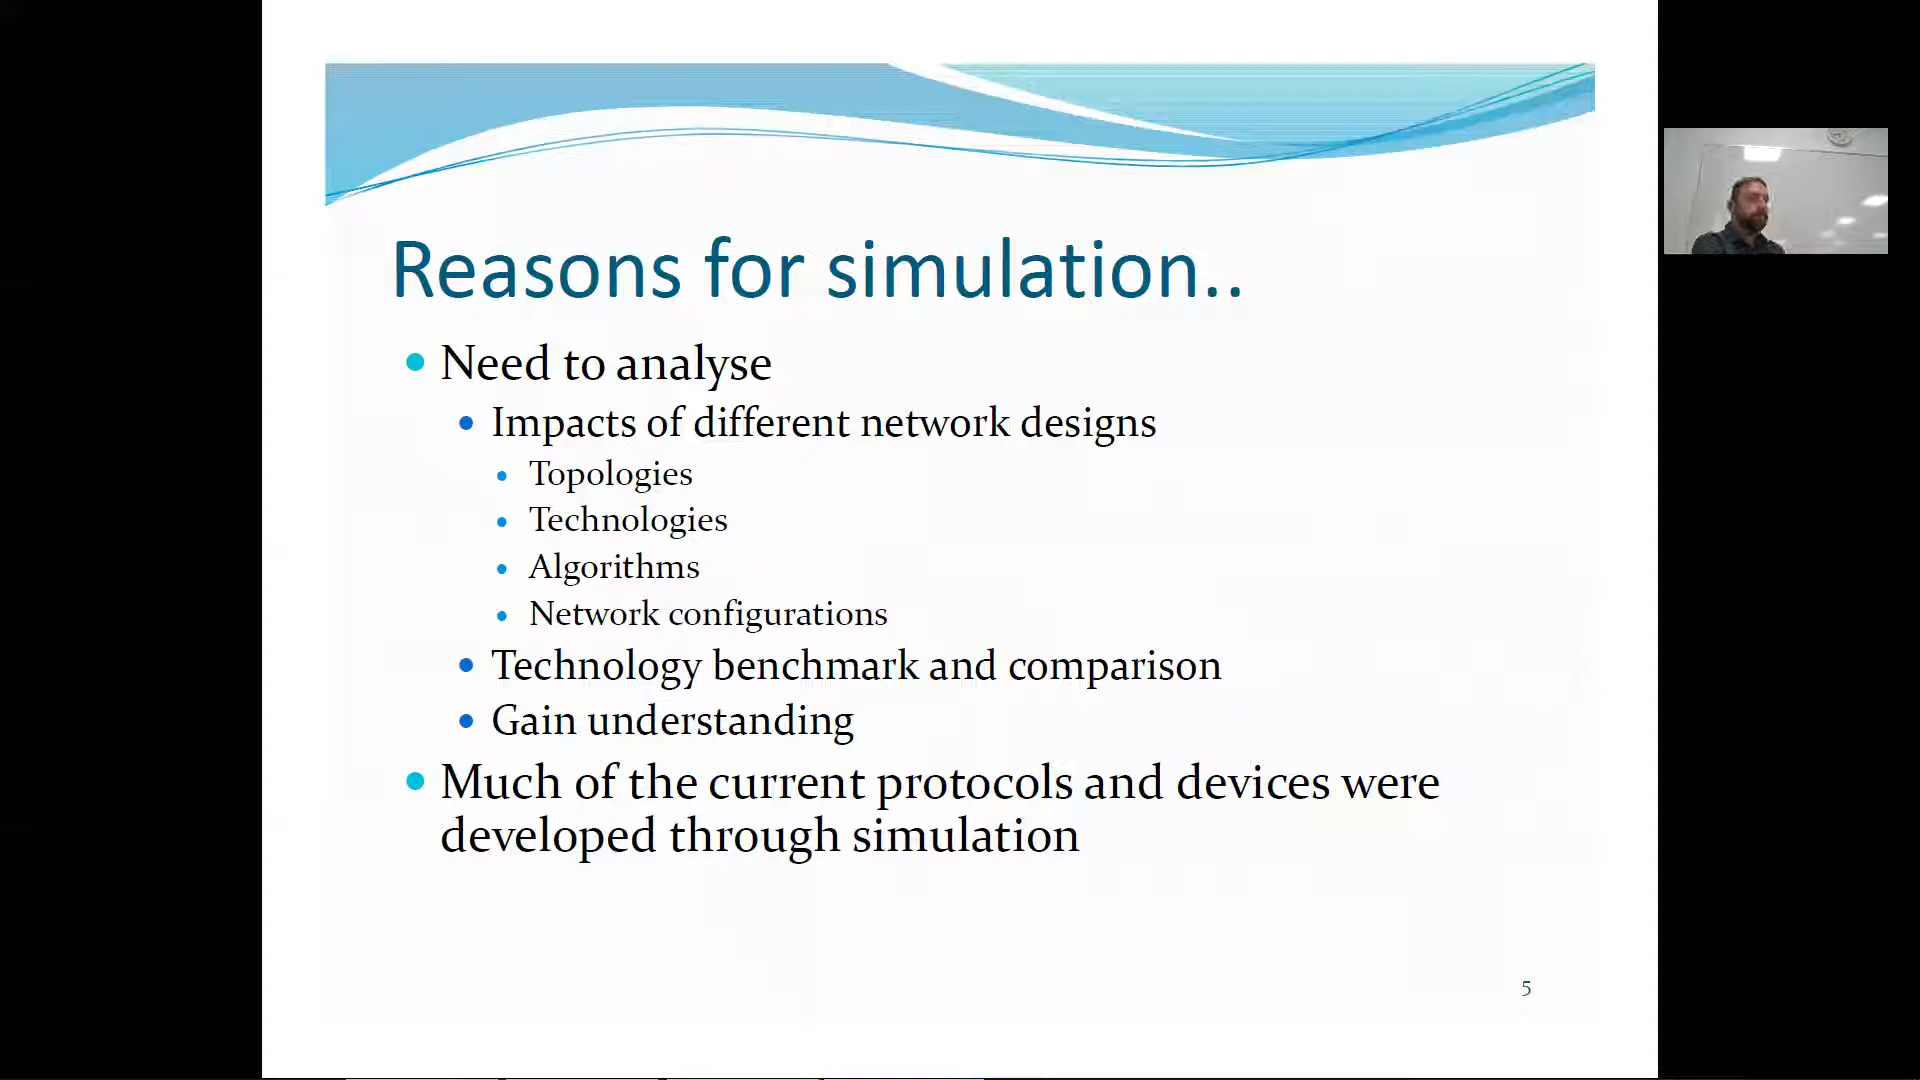 Reasons for simulation..
Need to analyse
Impacts of different network designs
Topologies
Technologies
Algorithms
Network configurations
Technology benchmark and comparison
Gain understanding
Much of the current protocols and devices were
developed through simulation
5